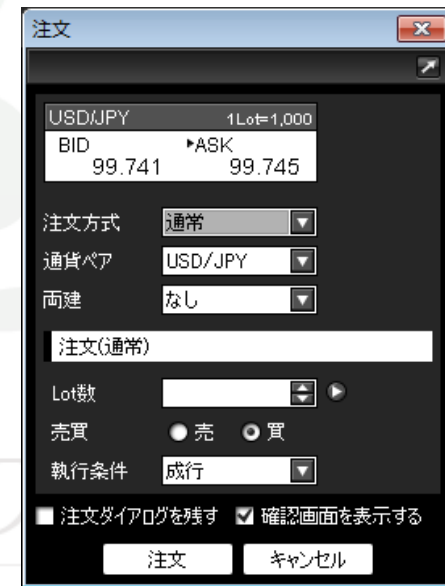 注文
USD/JPY 1Lot=1,000
BID ▶ASK
99.741 99.745
注文方式 通常
通貨ペア USD/JPY
両建 なし
注文(通常)
Lot数
売買 売 買
執行条件 成行
注文ダイアログを残す 確認画面を表示する
注文 キャンセル